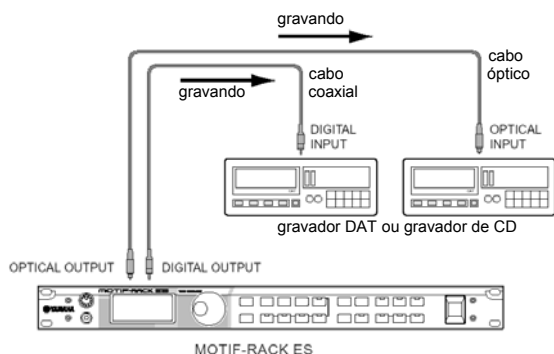 gravando
cabo
óptico
cabo
coaxial
gravando
DIGITAL
INPUT
OPTICAL
INPUT
gravador DAT ou gravador de CD
OPTICAL OUTPUT
DIGITAL OUTPUT
YAMAHA
MOTIF-RACK ES
MOTIF-RACK ES